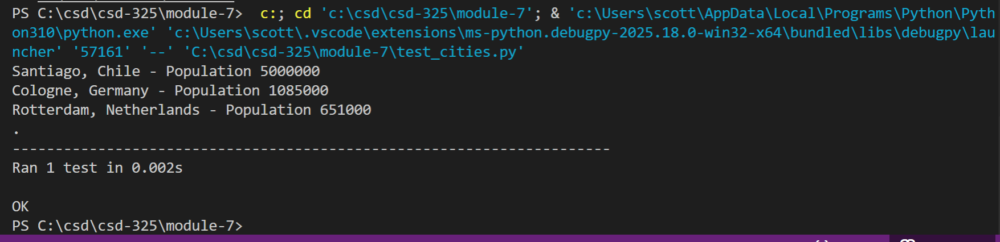 PS C:\csd\csd-325\module-7>  c:; cd 'c:\csd\csd-325\module-7'; & 'c:\Users\scott\AppData\Local\Programs\Python\Pyth
on310\python.exe' 'c:\Users\scott\.vscode\extensions\ms-python.debugpy-2025.18.0-win32-x64\bundled\libs\debugpy\lau
ncher' '57161' '--' 'C:\csd\csd-325\module-7\test_cities.py'
Santiago, Chile - Population 5000000
Cologne, Germany - Population 1085000
Rotterdam, Netherlands - Population 651000
.
----------------------------------------------------------------------
Ran 1 test in 0.002s
OK
PS C:\csd\csd-325\module-7>